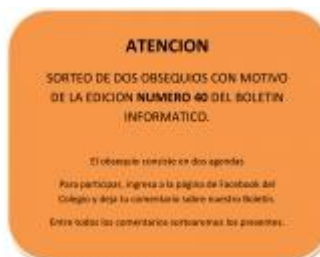 ATENCION
SORTEO DE DOS OBSEQUIOS CON MOTIVO
DE LA EDICION NUMERO 40 DEL BOLETIN
INFORMATICO.
El obsequio consiste en dos agendas
Para participar, ingresa a la página de Facebook del
Colegio y deja tu comentario sobre nuestro Boletín.
Entre todos los comentarios sortearemos los presentes.